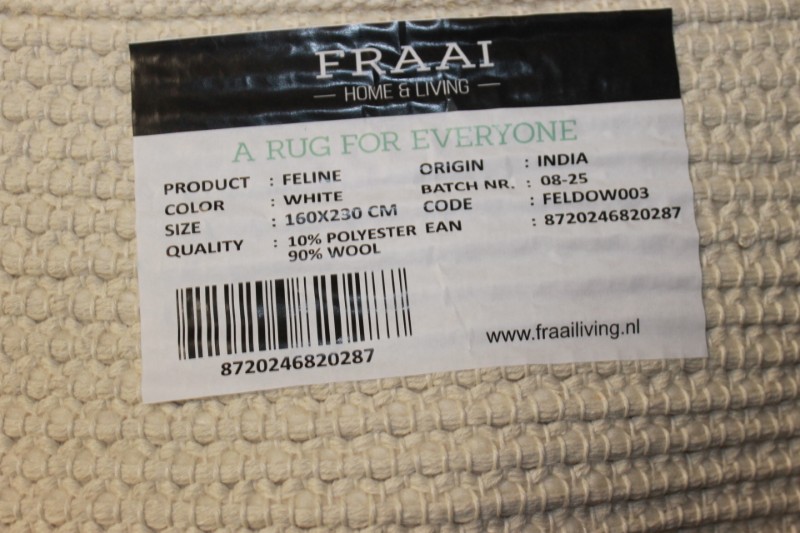 FRAAI
HOME & LIVING
A RUG FOR EVERYONE
PRODUCT : FELINE
COLOR : WHITE
SIZE : 160X230 CM
QUALITY : 10% POLYESTER
90% WOOL
ORIGIN : INDIA
BATCH NR. : 08-25
CODE : FELDOW003
EAN : 8720246820287
8720246820287
www.fraailiving.nl